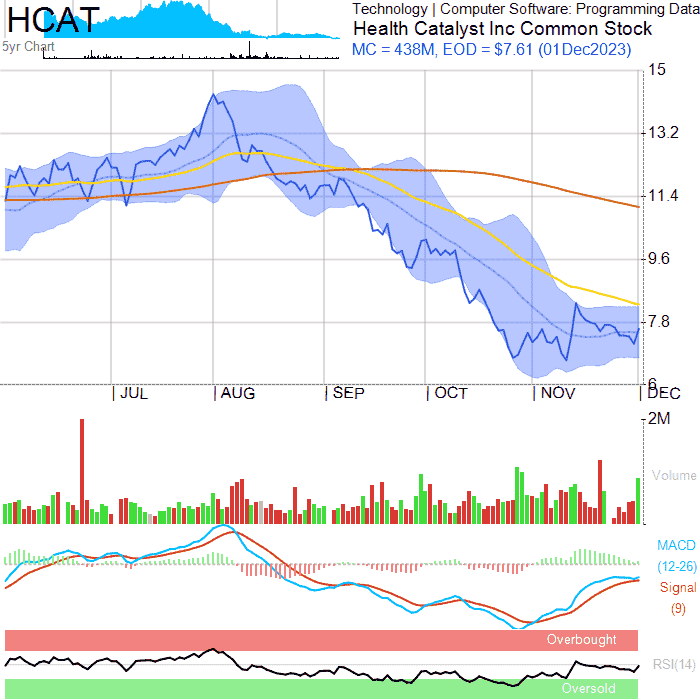 HCAT
5yr Chart
Technology | Computer Software: Programming Data
Health Catalyst Inc Common Stock
MC = 438M, EOD = $7.61 (01Dec2023)
15
13.2
11.4
9.6
7.8
6
JUL
AUG
SEP
OCT
NOV
DEC
2M
Volume
MACD
(12-26)
Signal
(9)
Overbought
RSI(14)
Oversold